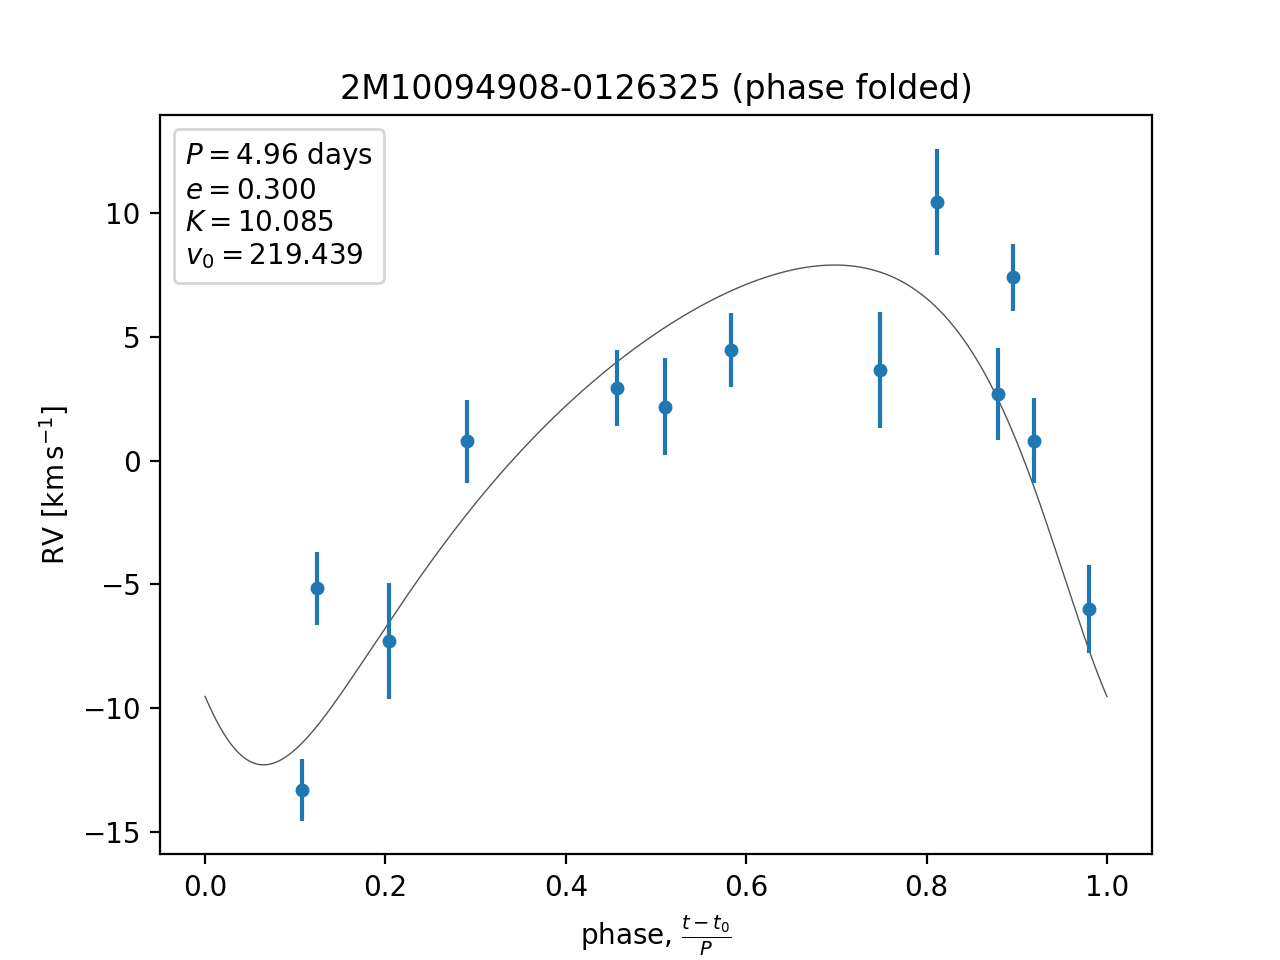 2M10094908-0126325 (phase folded)
P = 4.96 days
e = 0.300
K = 10.085
v₀ = 219.439
RV [km s⁻¹]
10
5
0
−5
−10
−15
0.0 0.2 0.4 0.6 0.8 1.0
phase, (t − t₀)/P